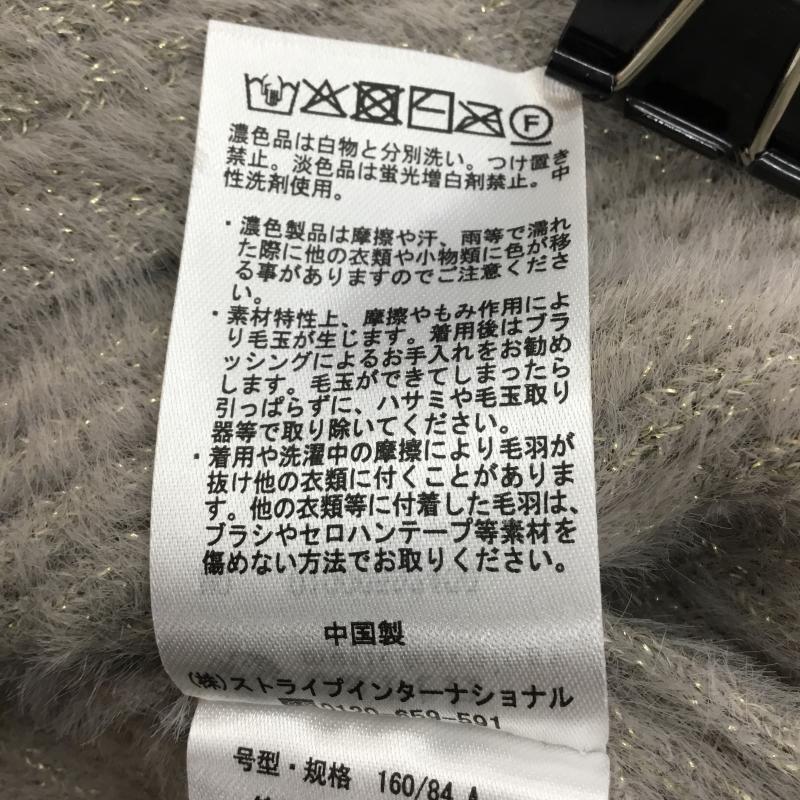 F
濃色品は白物と分別洗い。つけ置き
禁止。淡色品は蛍光増白剤禁止。中
性洗剤使用。
・濃色製品は摩擦や汗、雨等で濡れ
た際に他の衣類や小物類に色が移
る事がありますのでご注意くださ
い。
・素材特性上、摩擦やもみ作用によ
り毛玉が生じます。着用後はブラ
ッシングによるお手入れをお勧め
します。毛玉ができてしまったら
引っぱらずに、ハサミや毛玉取り
器等で取り除いてください。
・着用や洗濯中の摩擦により毛羽が
抜け他の衣類に付くことがありま
す。他の衣類等に付着した毛羽は、
ブラシやセロハンテープ等素材を
傷めない方法でお取りください。
中国製
(株)ストライプインターナショナル
0120-659-591
号型・规格 160/84 A